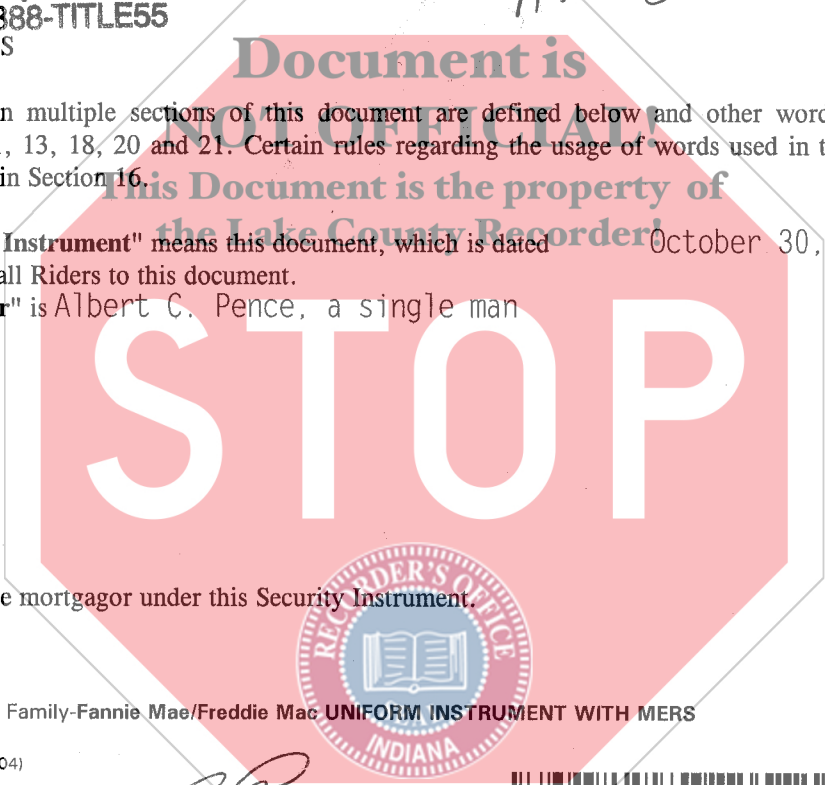 888-TITLE55
S
Document is
n multiple sections of this document are defined below and other word
NOT OFFICIAL!
, 13, 18, 20 and 21. Certain rules regarding the usage of words used in t
in Section 16.
This Document is the property of
the Lake County Recorder!
Instrument" means this document, which is dated October 30,
all Riders to this document.
r" is Albert C. Pence, a single man
STOP
e mortgagor under this Security Instrument.
RECORDER'S OFFICE
INDIANA
Family-Fannie Mae/Freddie Mac UNIFORM INSTRUMENT WITH MERS
04)